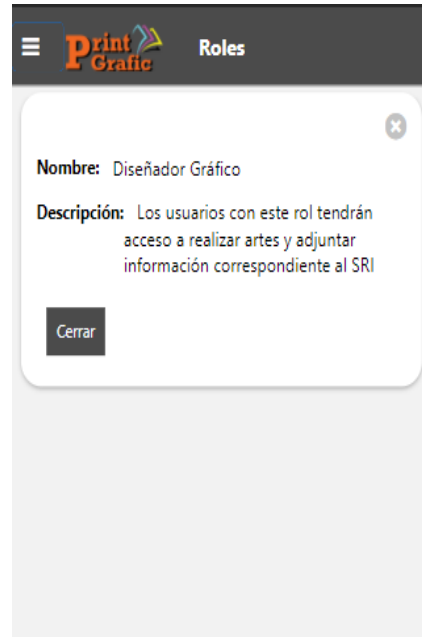 Print
Grafic
Roles
Nombre: Diseñador Gráfico
Descripción: Los usuarios con este rol tendrán
acceso a realizar artes y adjuntar
información correspondiente al SRI
Cerrar